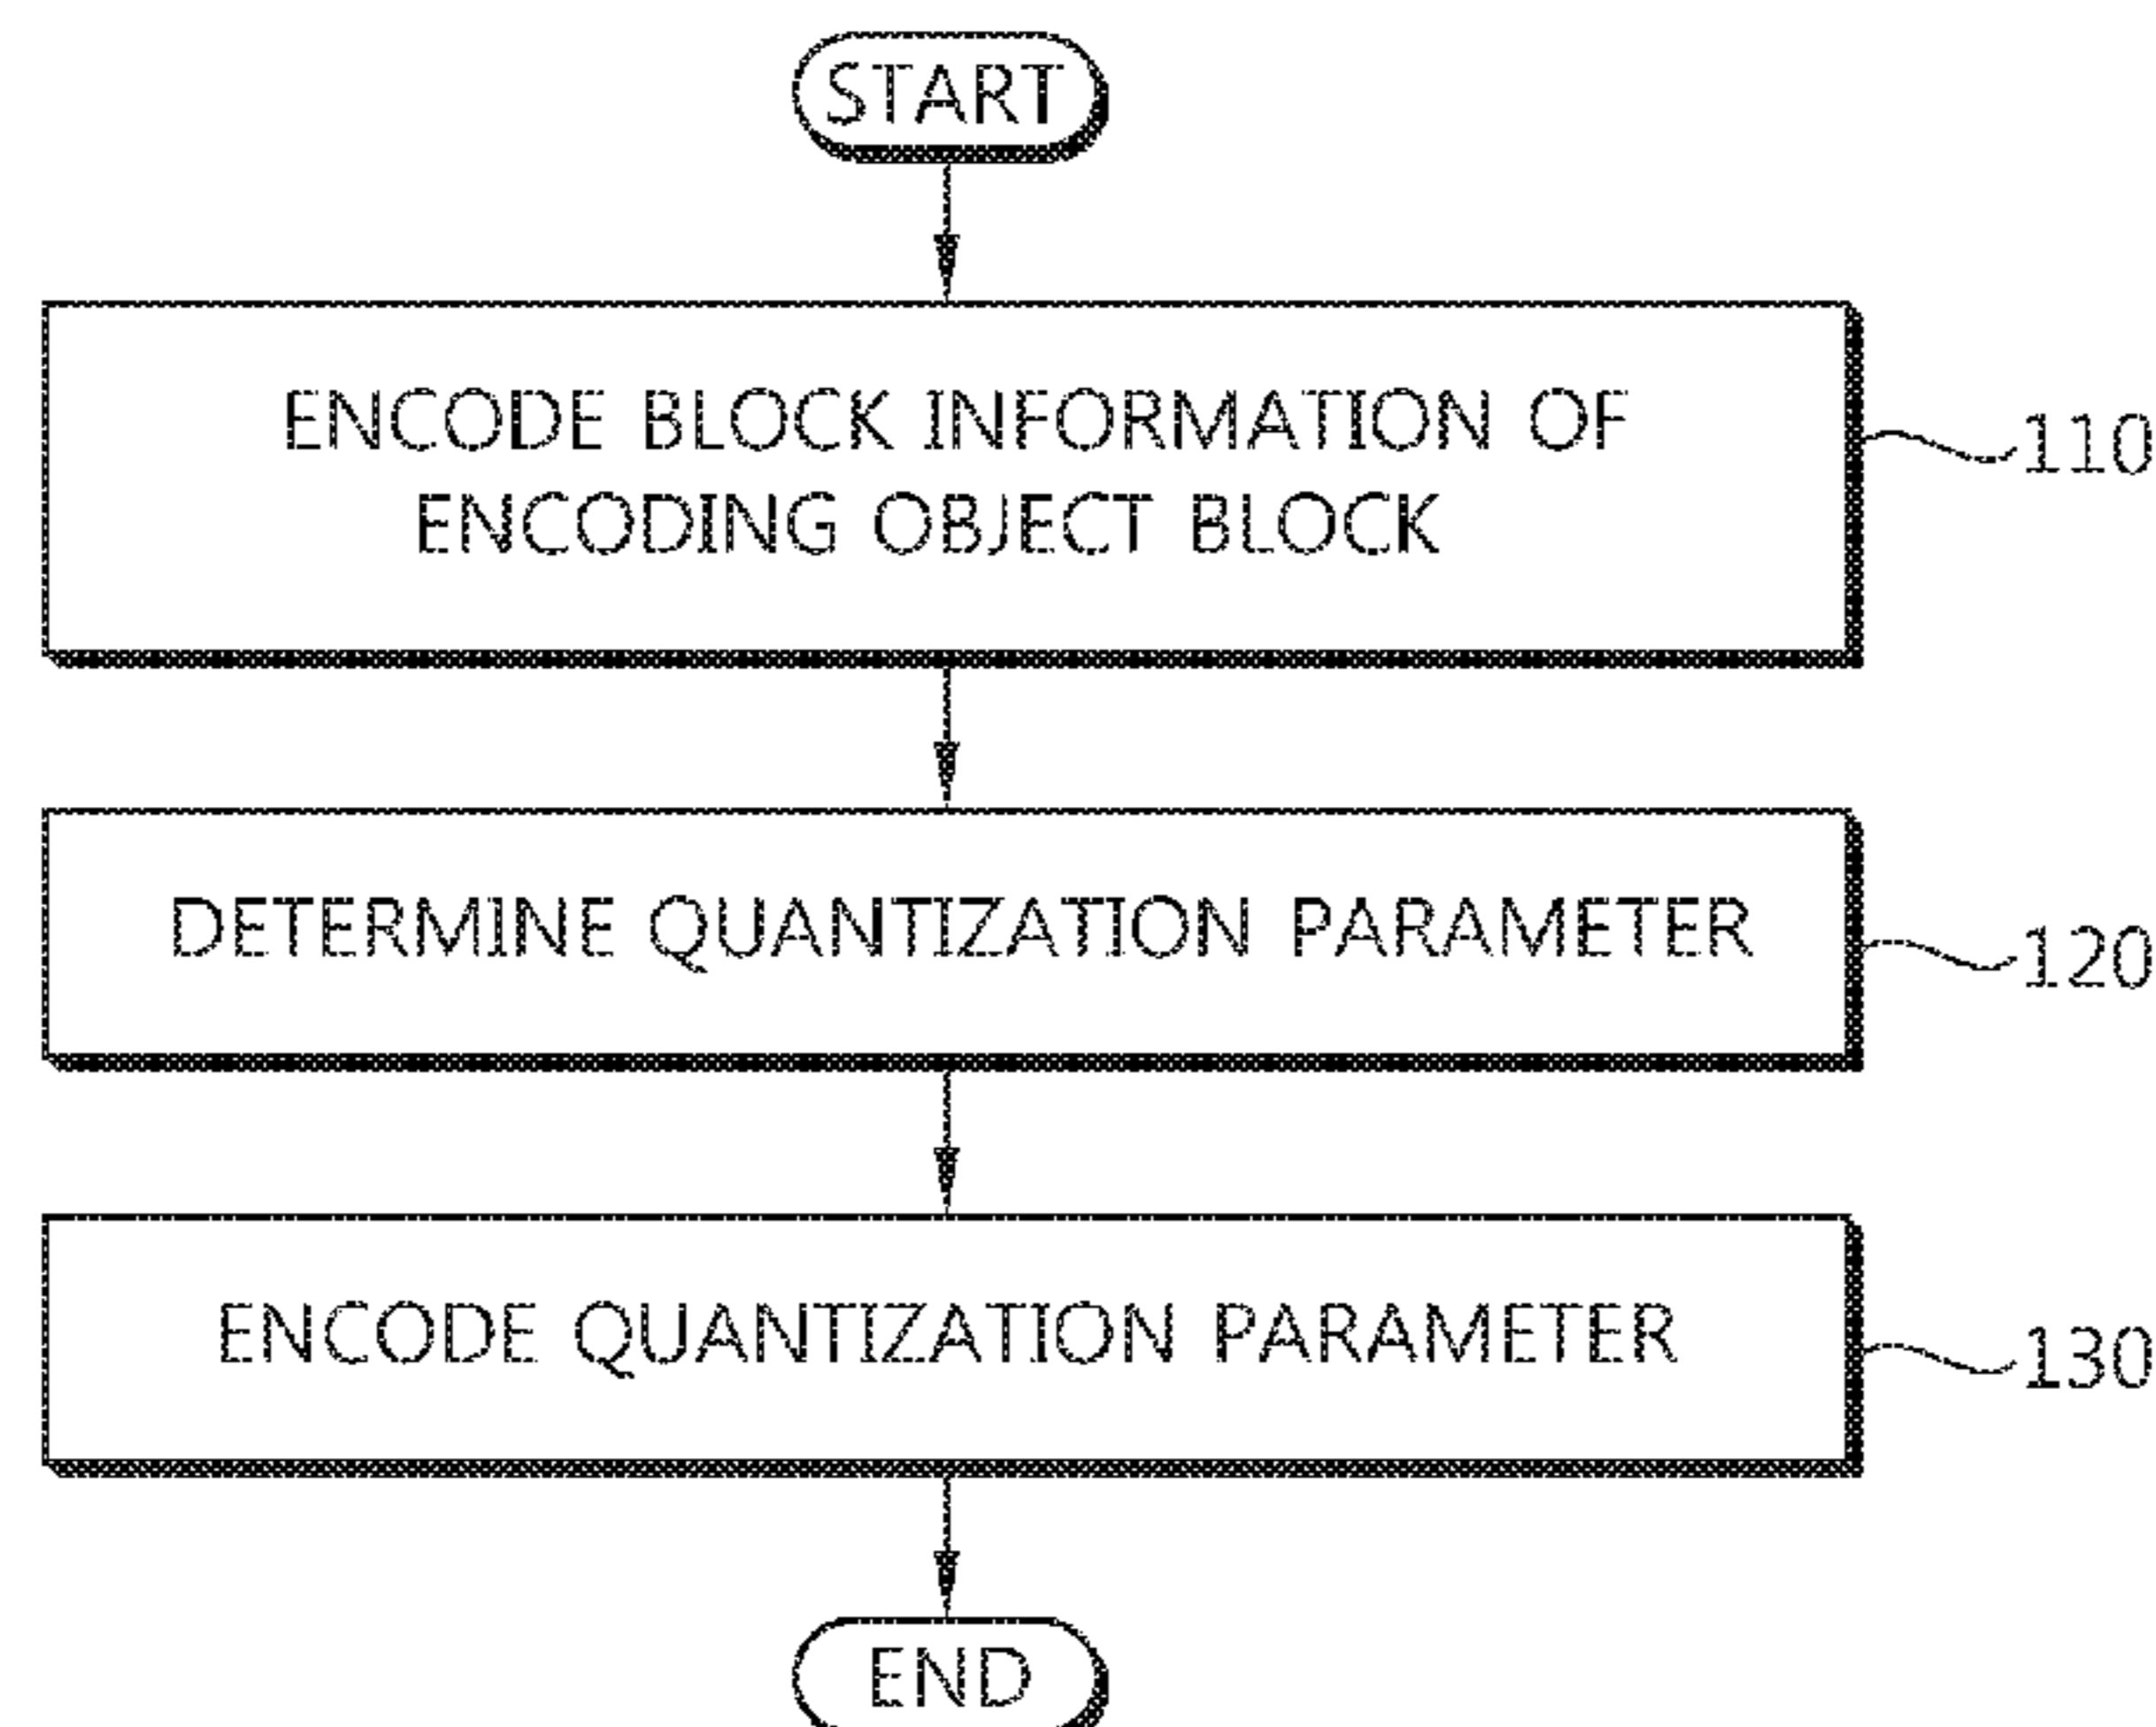 START
ENCODE BLOCK INFORMATION OF
ENCODING OBJECT BLOCK
110
DETERMINE QUANTIZATION PARAMETER
120
ENCODE QUANTIZATION PARAMETER
130
END